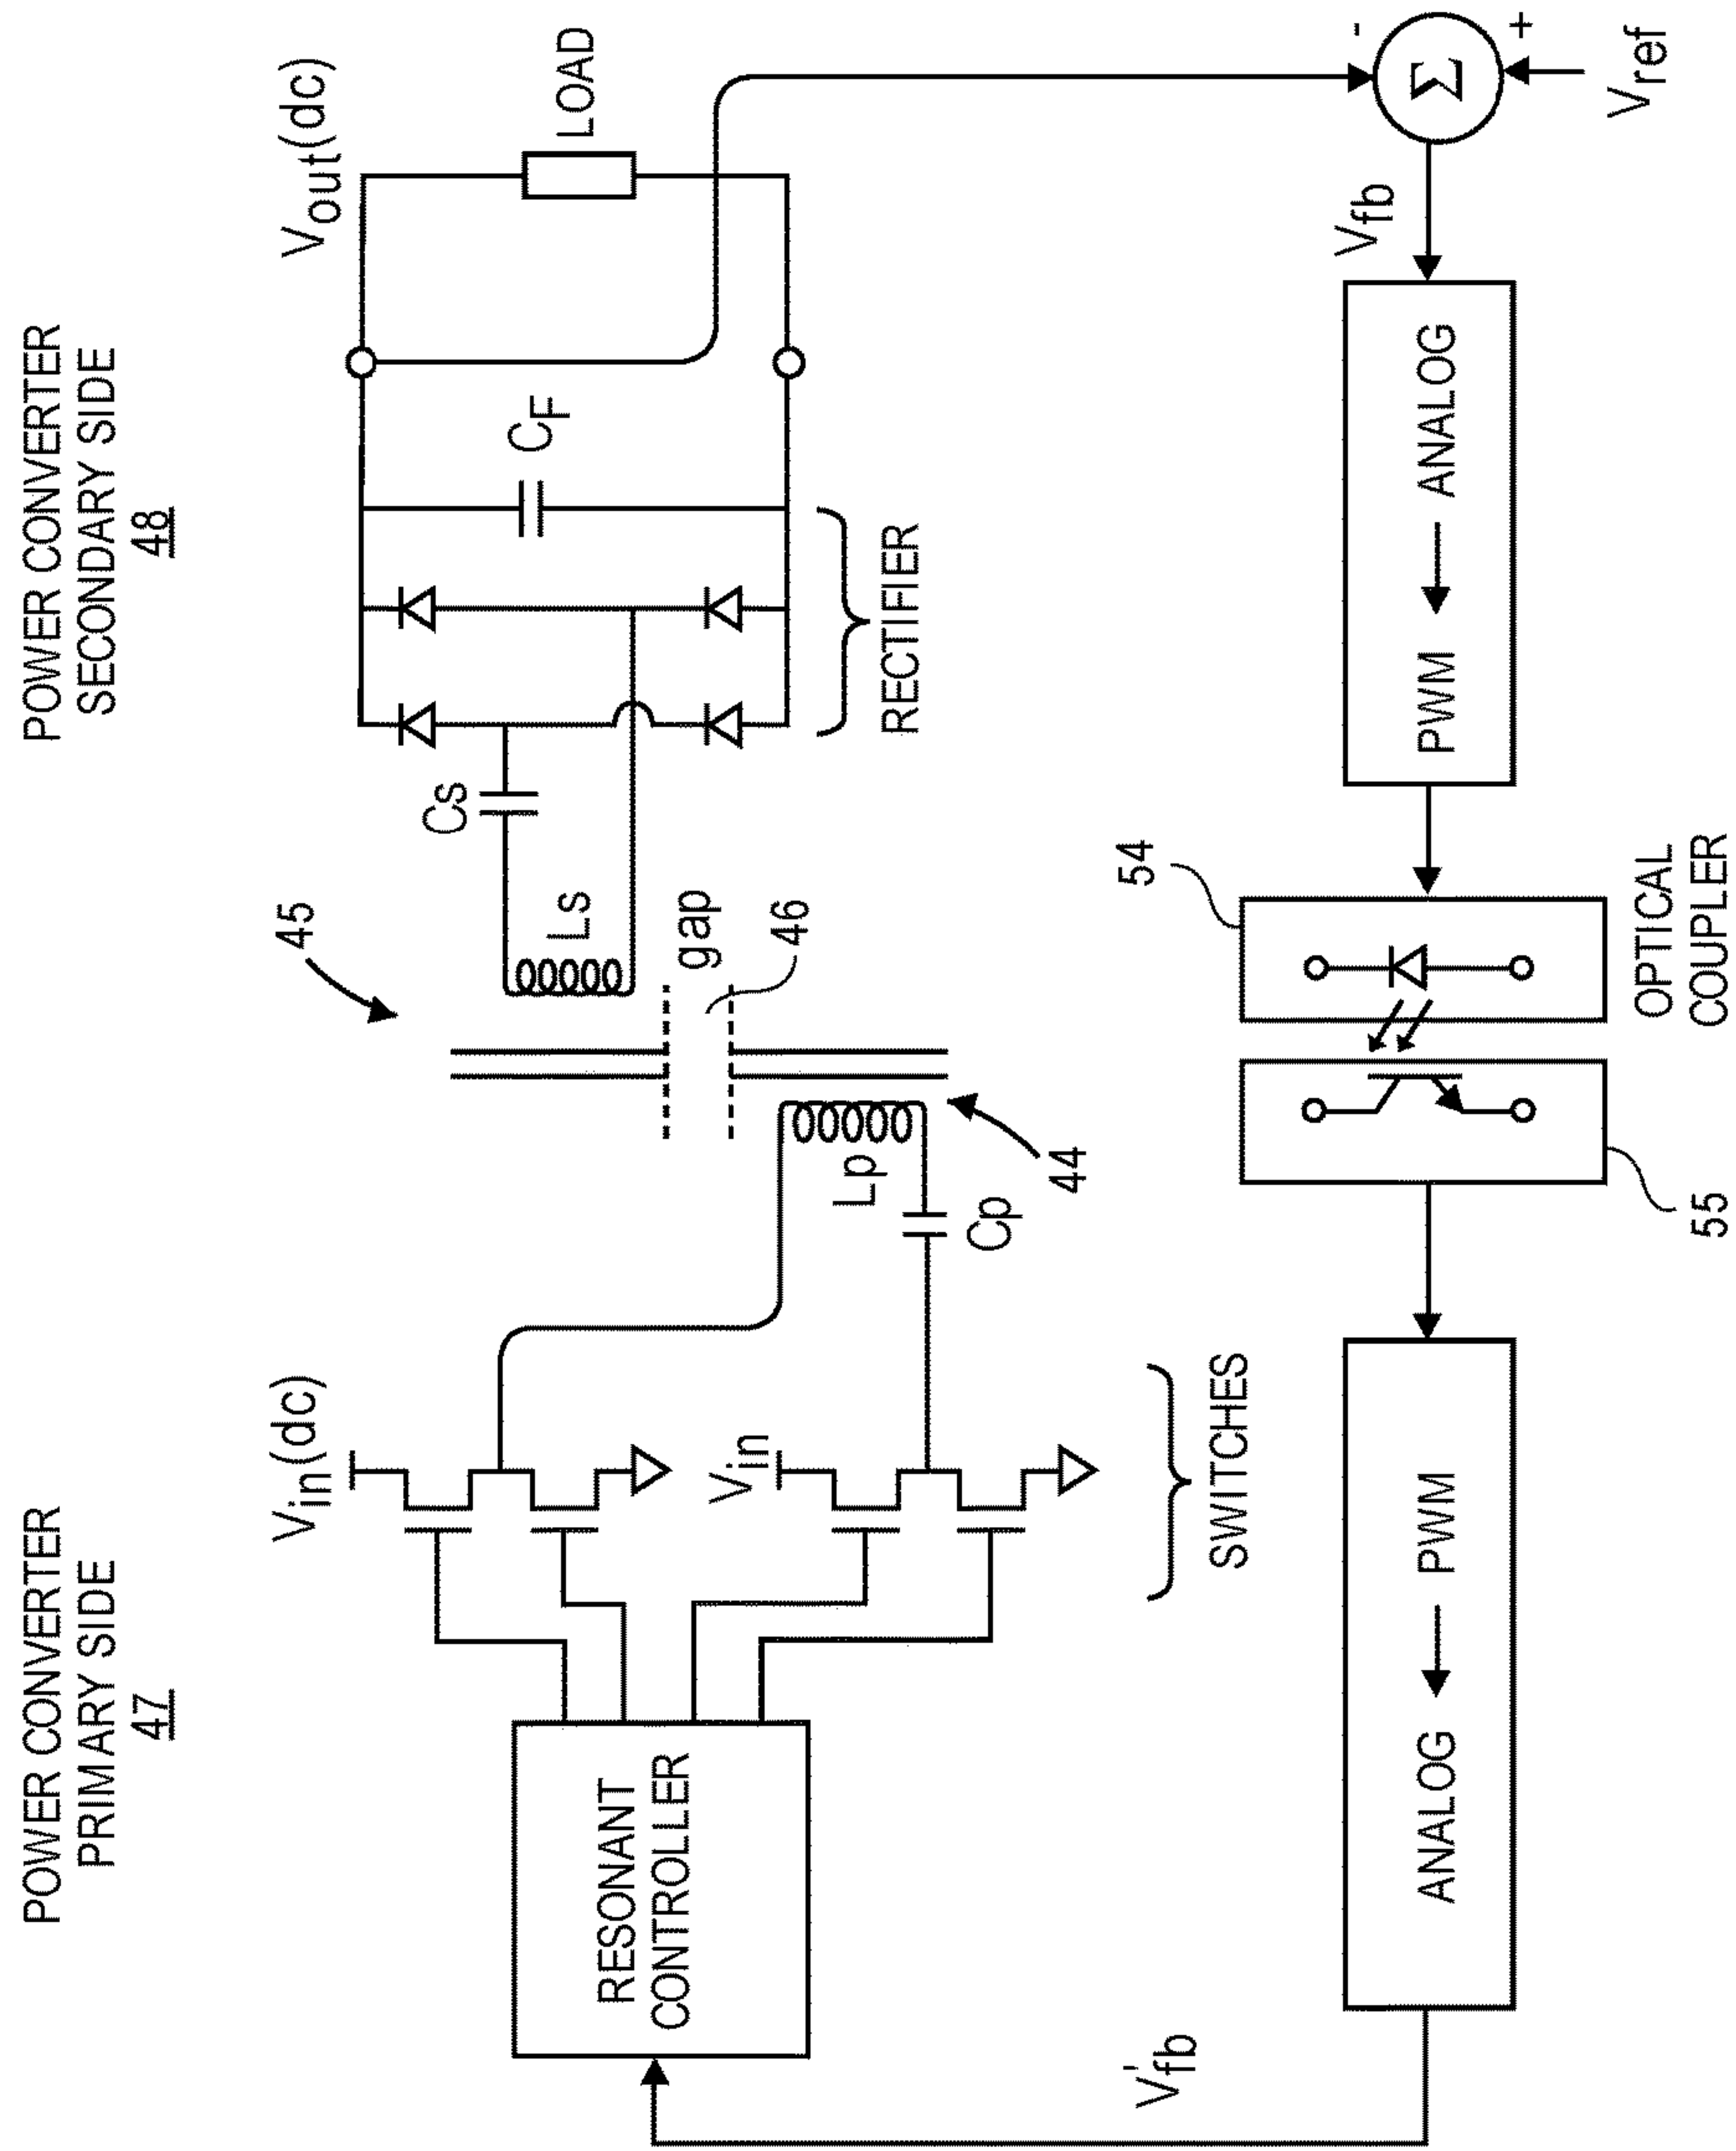 POWER CONVERTER
PRIMARY SIDE
47
POWER CONVERTER
SECONDARY SIDE
48
Vin(dc)
Vin
RESONANT
CONTROLLER
SWITCHES
Lp
Cp
44
45
gap
46
Ls
Cs
RECTIFIER
CF
Vout(dc)
LOAD
V'fb
ANALOG ← PWM
55
OPTICAL
COUPLER
54
PWM ← ANALOG
Vfb
-
Σ
+
Vref